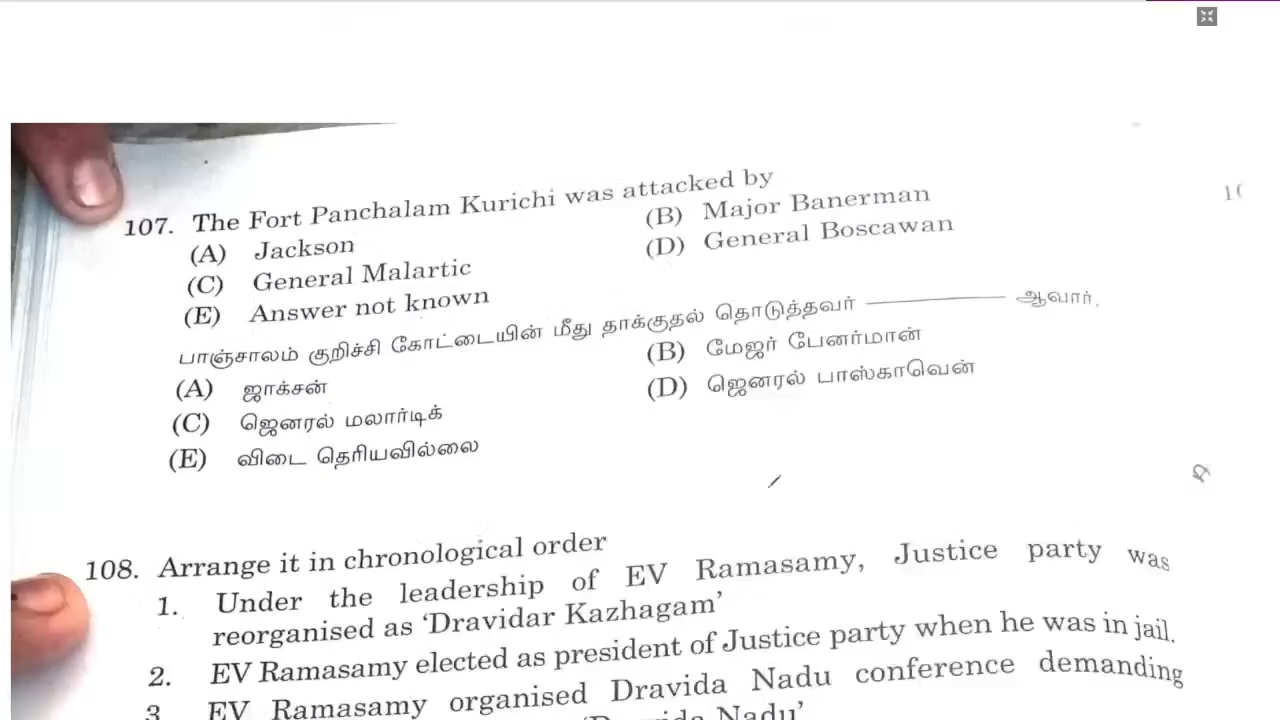 107. The Fort Panchalam Kurichi was attacked by
(A) Jackson (B) Major Banerman
(C) General Malartic (D) General Boscawan
(E) Answer not known
பாஞ்சாலம் குறிச்சி கோட்டையின் மீது தாக்குதல் தொடுத்தவர் ———— ஆவார்.
(A) ஜாக்சன் (B) மேஜர் பேனர்மான்
(C) ஜெனரல் மலார்டிக் (D) ஜெனரல் பாஸ்காவென்
(E) விடை தெரியவில்லை
108. Arrange it in chronological order
1. Under the leadership of EV Ramasamy, Justice party was
reorganised as ‘Dravidar Kazhagam’
2. EV Ramasamy elected as president of Justice party when he was in jail.
3. EV Ramasamy organised Dravida Nadu conference demanding
‘Dravida Nadu’